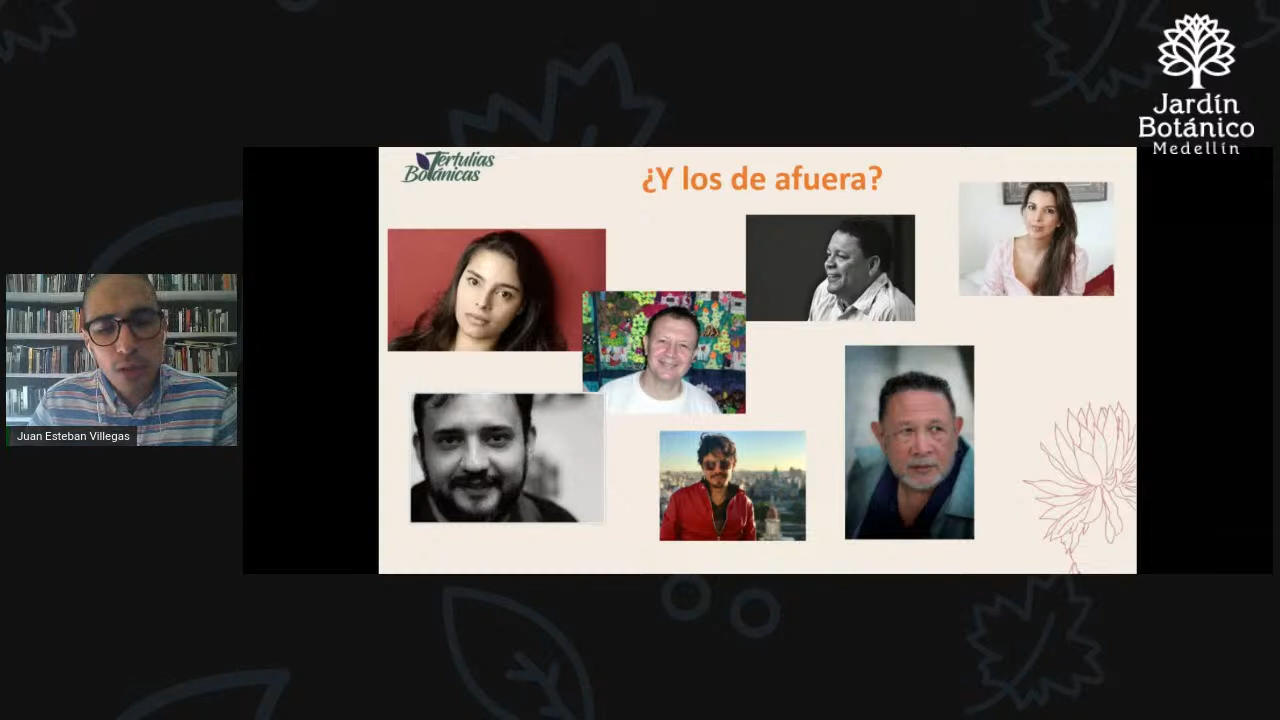 Jardín
Botánico
Medellín
Tertulias
Botánicas
¿Y los de afuera?
Juan Esteban Villegas